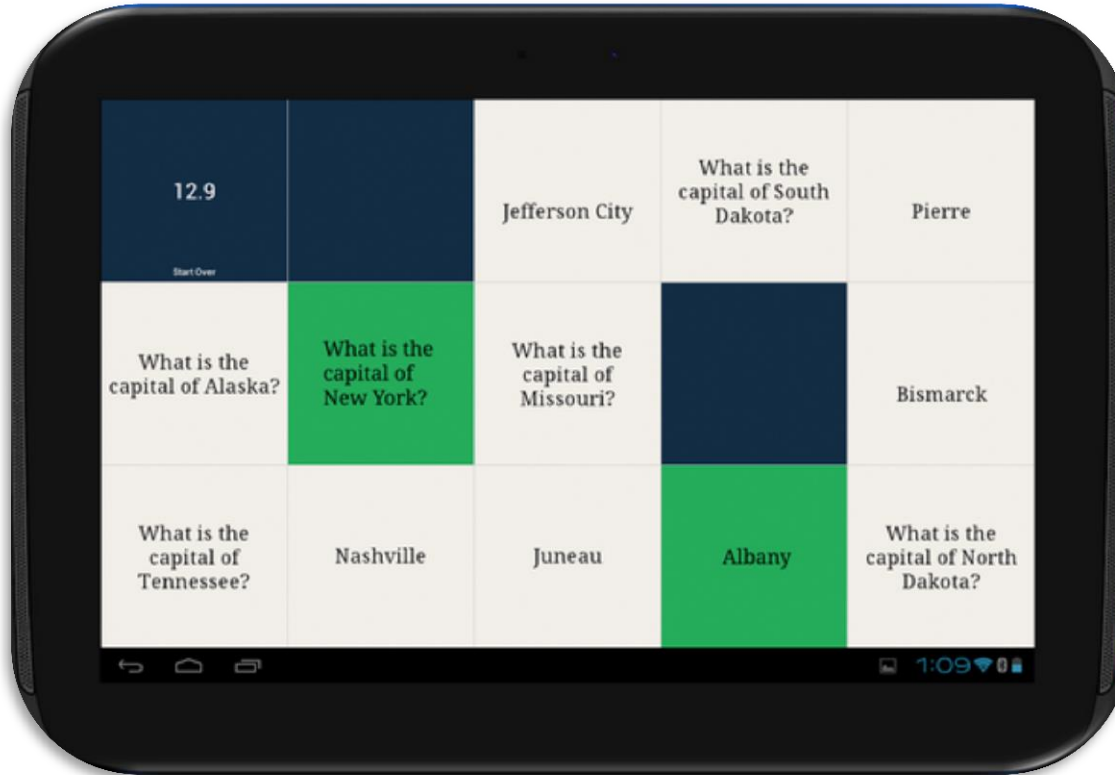 12.9
Start Over
Jefferson City
What is the
capital of South
Dakota?
Pierre
What is the
capital of Alaska?
What is the
capital of
New York?
What is the
capital of
Missouri?
Bismarck
What is the
capital of
Tennessee?
Nashville
Juneau
Albany
What is the
capital of North
Dakota?
1:09